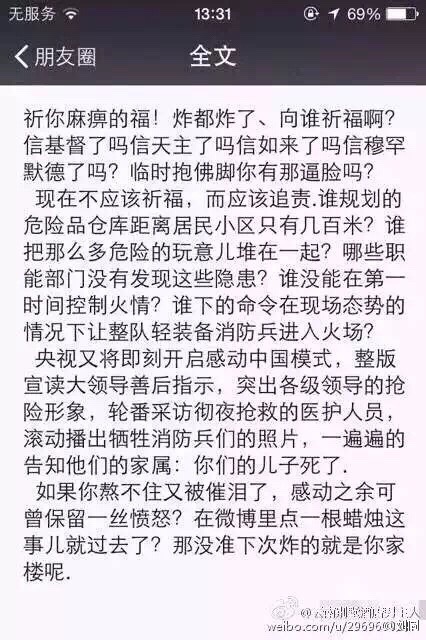 无服务 13:31 69%
朋友圈 全文
祈你麻痹的福！炸都炸了、向谁祈福啊？
信基督了吗信天主了吗信如来了吗信穆罕
默德了吗？临时抱佛脚你有那逼脸吗？
现在不应该祈福，而应该追责.谁规划的
危险品仓库距离居民小区只有几百米？谁
把那么多危险的玩意儿堆在一起？哪些职
能部门没有发现这些隐患？谁没能在第一
时间控制火情？谁下的命令在现场态势的
情况下让整队轻装备消防兵进入火场？
央视又将即刻开启感动中国模式，整版
宣读大领导善后指示，突出各级领导的抢
险形象，轮番采访彻夜抢救的医护人员，
滚动播出牺牲消防兵们的照片，一遍遍的
告知他们的家属：你们的儿子死了.
如果你熬不住又被催泪了，感动之余可
曾保留一丝愤怒？在微博里点一根蜡烛这
事儿就过去了？那没准下次炸的就是你家
楼呢.
weibo.com/u/29696